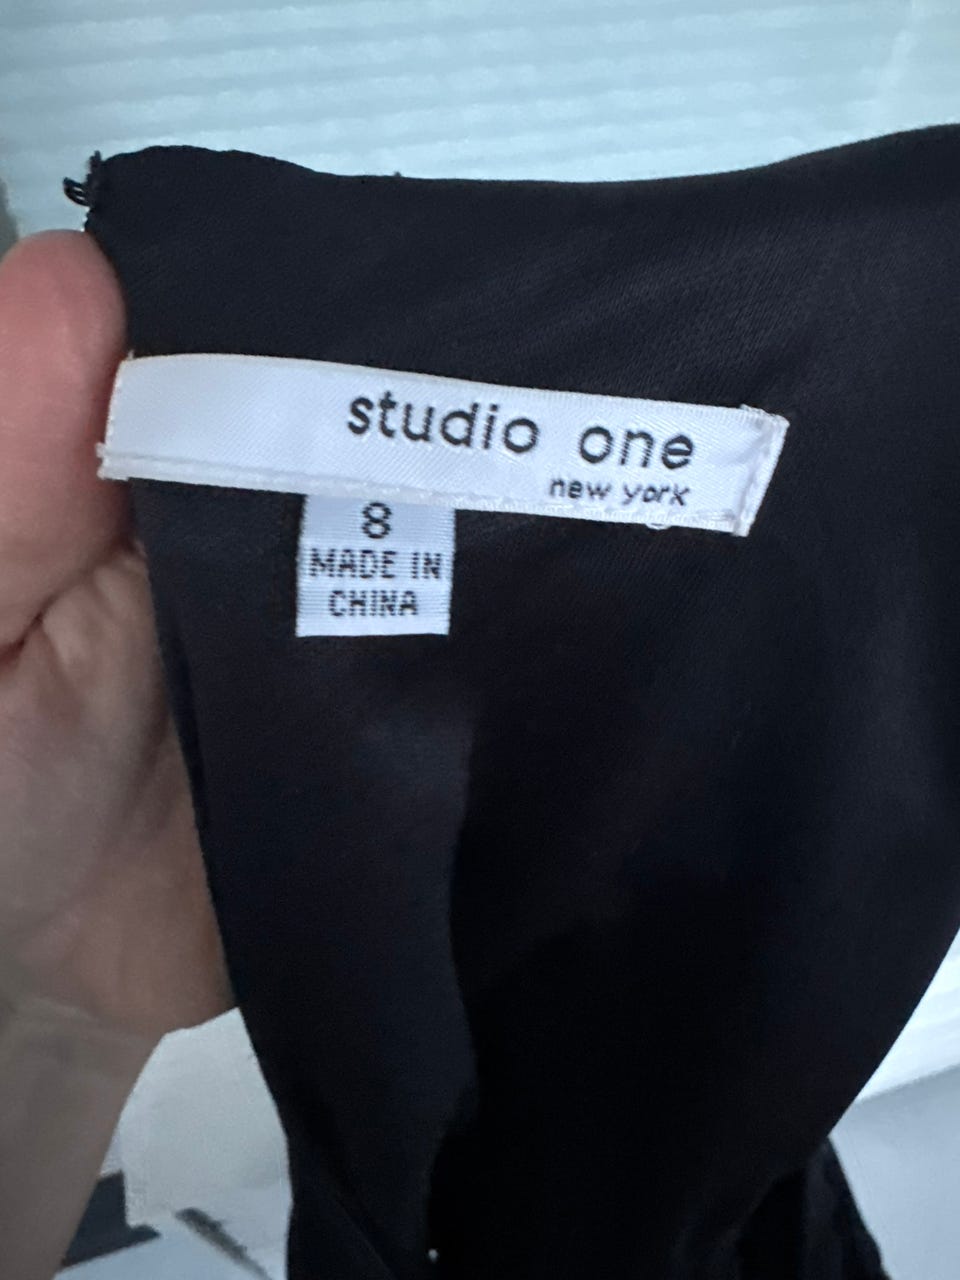 studio one
new york
8
MADE IN
CHINA